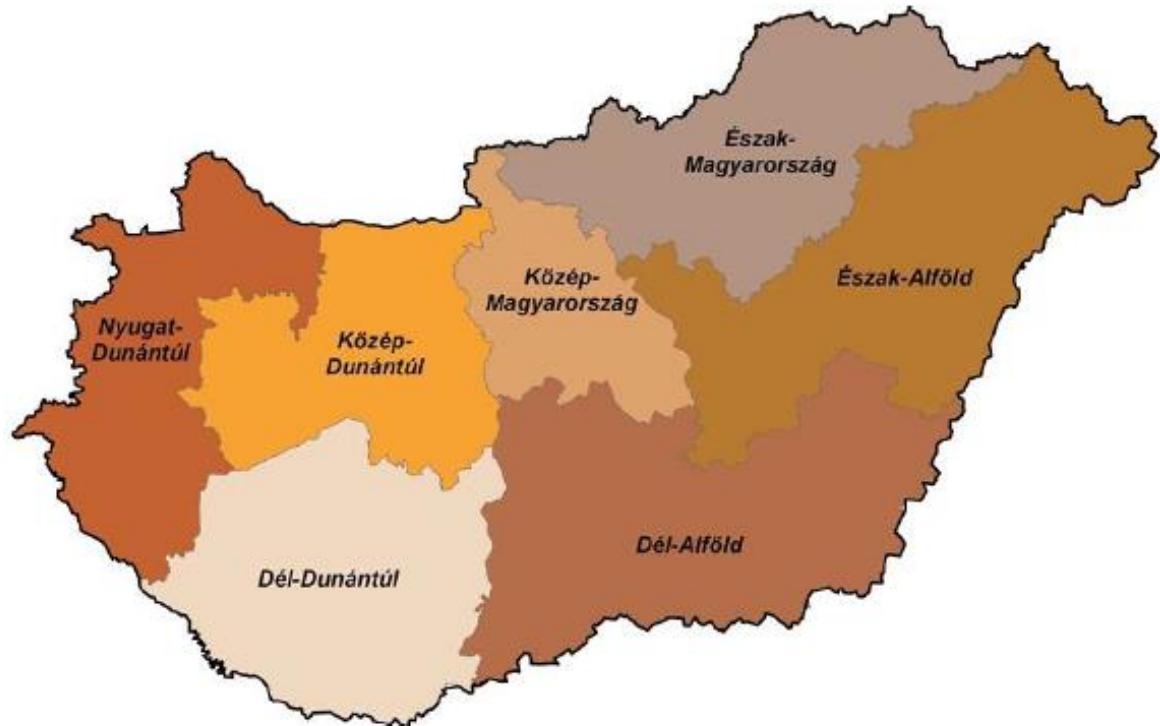 Észak-
Magyarország
Észak-Alföld
Közép-
Magyarország
Nyugat-
Dunántúl
Közép-
Dunántúl
Dél-Alföld
Dél-Dunántúl